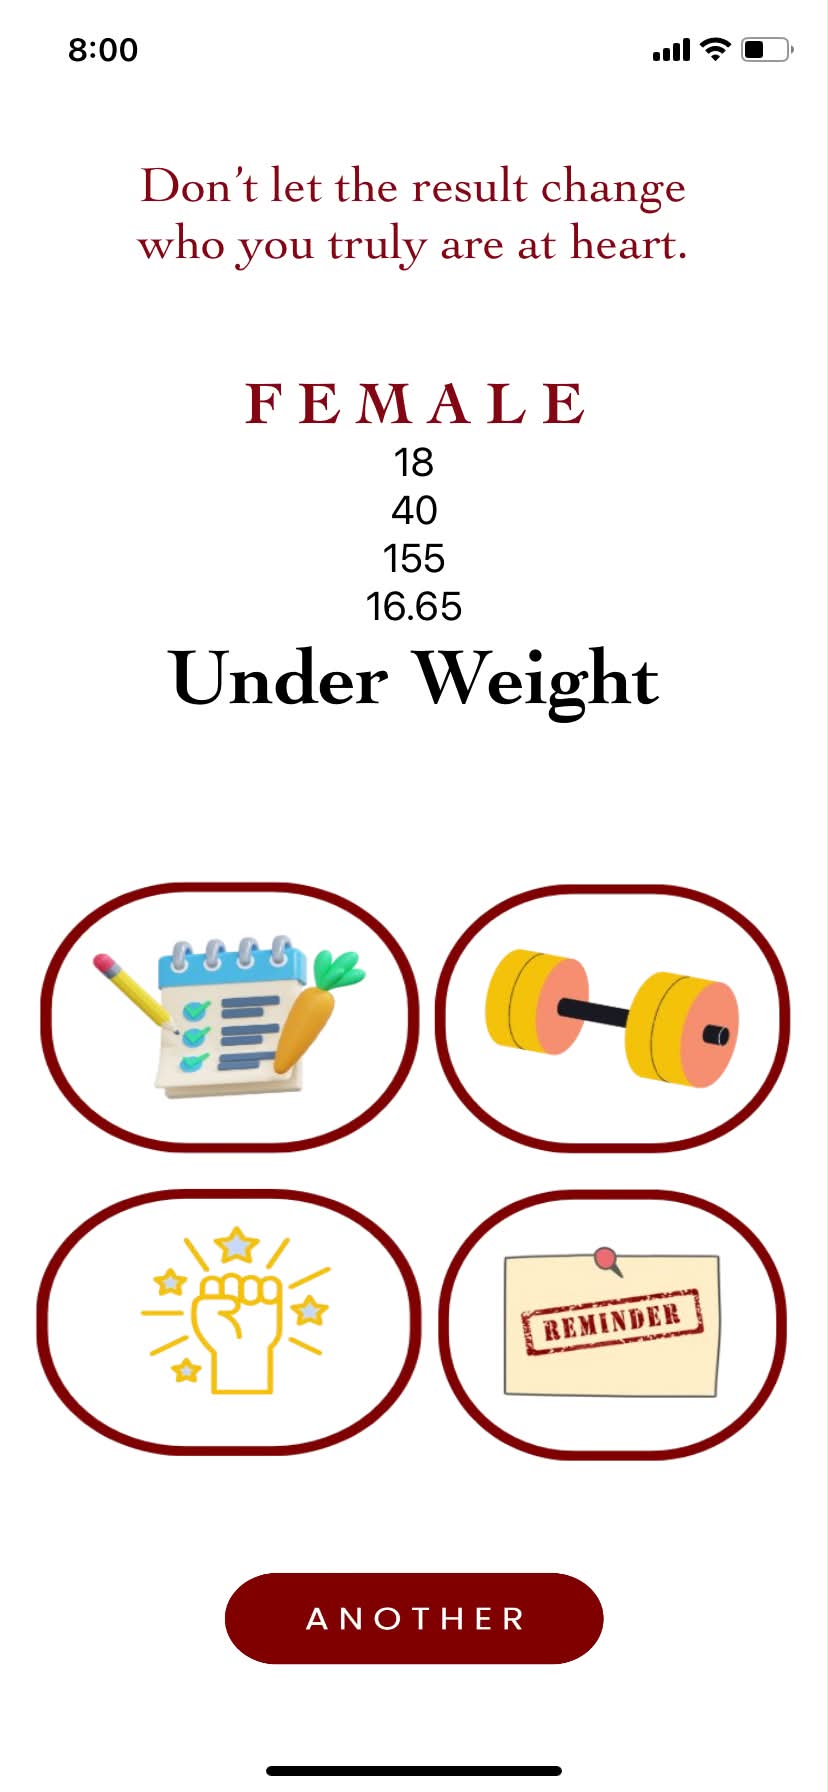 8:00
Don’t let the result change
who you truly are at heart.
FEMALE
18
40
155
16.65
Under Weight
REMINDER
ANOTHER